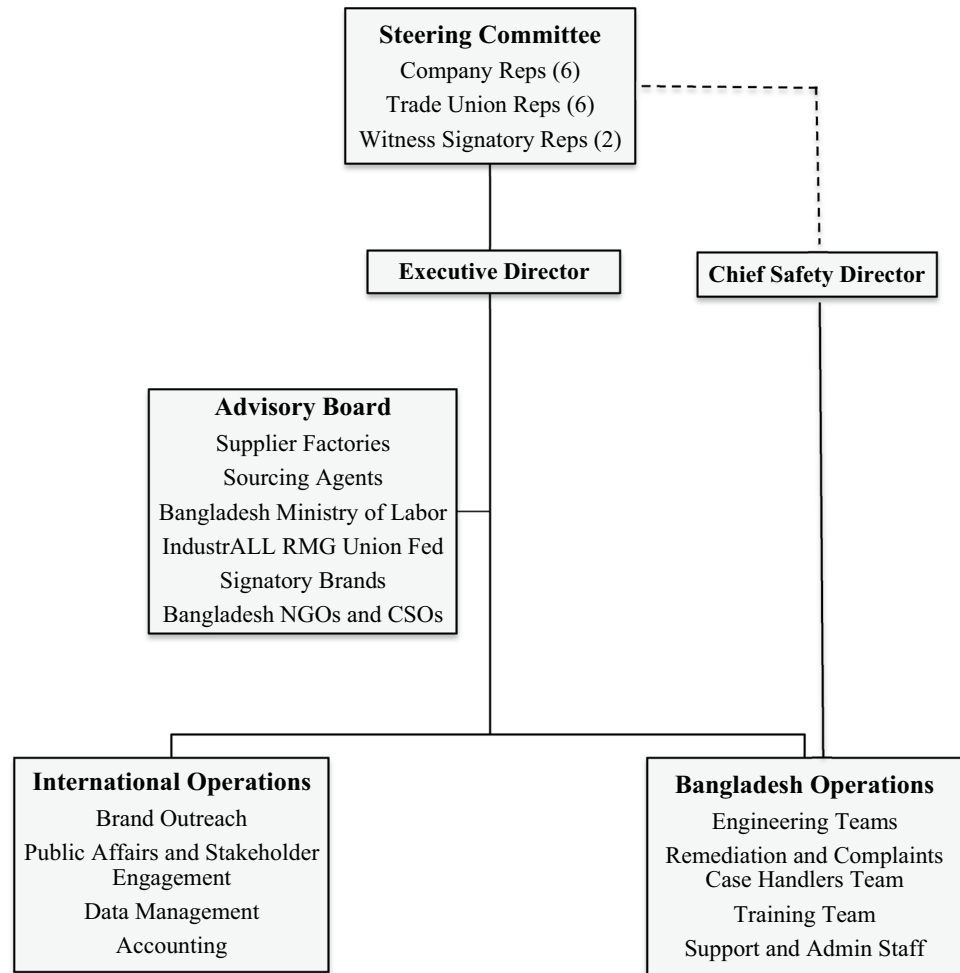 Steering Committee
Company Reps (6)
Trade Union Reps (6)
Witness Signatory Reps (2)
Executive Director
Chief Safety Director
Advisory Board
Supplier Factories
Sourcing Agents
Bangladesh Ministry of Labor
IndustrALL RMG Union Fed
Signatory Brands
Bangladesh NGOs and CSOs
International Operations
Brand Outreach
Public Affairs and Stakeholder
Engagement
Data Management
Accounting
Bangladesh Operations
Engineering Teams
Remediation and Complaints
Case Handlers Team
Training Team
Support and Admin Staff